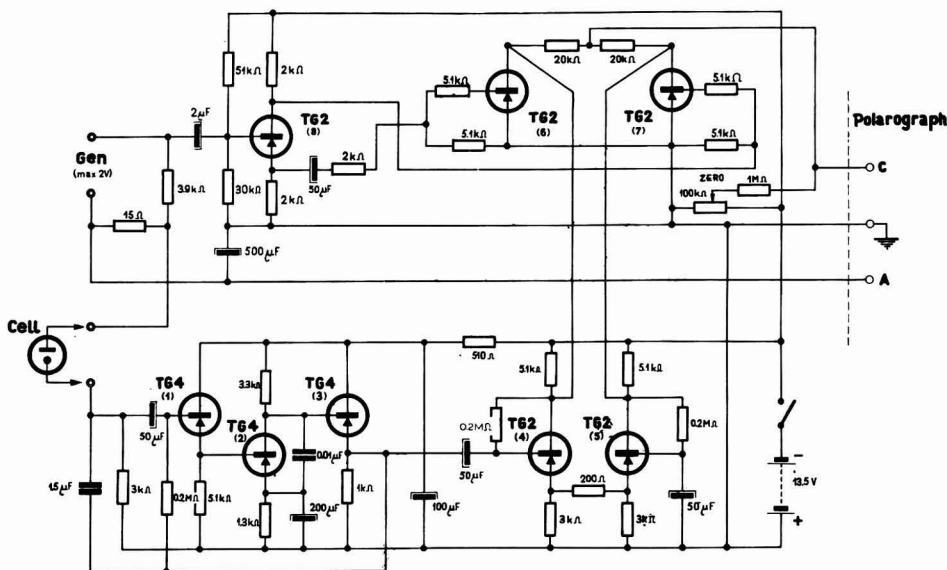 51kΩ
2kΩ
20kΩ
20kΩ
5.1kΩ
5.1kΩ
TG2
(6)
TG2
(7)
2μF
TG2
(8)
5.1kΩ
5.1kΩ
Polarograph
Gen
(max 2V)
2kΩ
50μF
3.9kΩ
30kΩ
2kΩ
ZERO
1MΩ
100kΩ
C
15Ω
500μF
A
Cell
510Ω
TG4
(1)
3.3kΩ
TG4
(3)
5.1kΩ
5.1kΩ
TG4
(2)
0.2MΩ
TG2
(4)
TG2
(5)
0.2MΩ
50μF
0.01μF
50μF
200Ω
−
13.5V
+
1.5μF
3kΩ
0.2MΩ
5.1kΩ
1.3kΩ
200μF
1kΩ
100μF
3kΩ
3kΩ
50μF